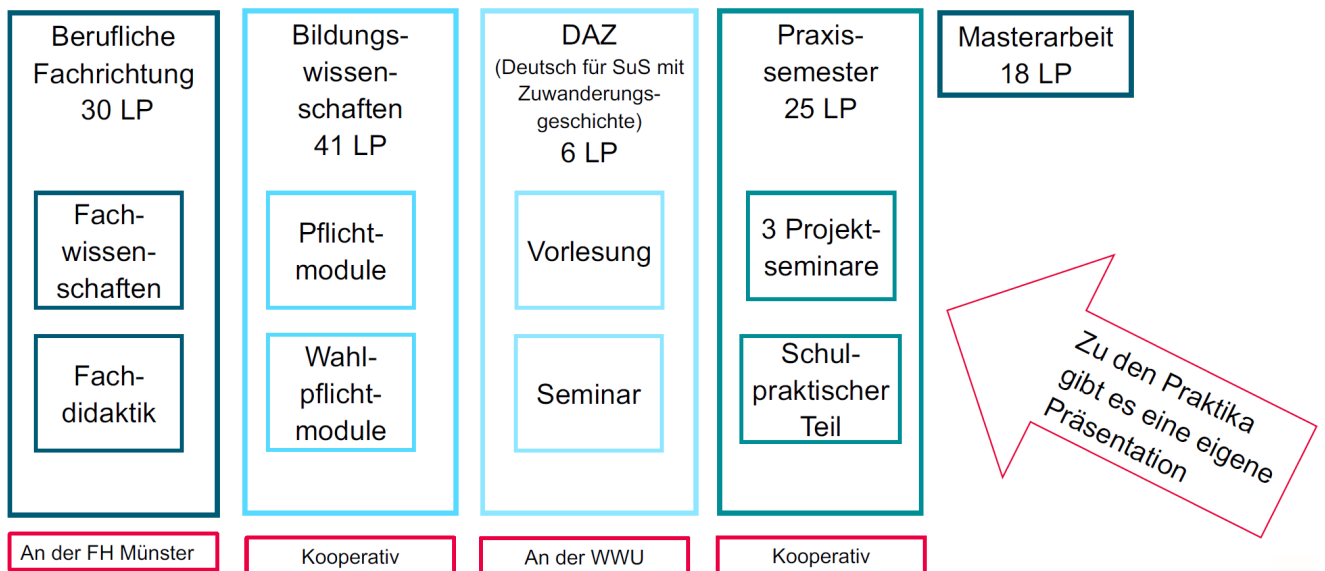 Berufliche
Fachrichtung
30 LP
Fach-
wissen-
schaften
Fach-
didaktik
An der FH Münster
Bildungs-
wissen-
schaften
41 LP
Pflicht-
module
Wahl-
pflicht-
module
Kooperativ
DAZ
(Deutsch für SuS mit
Zuwanderungs-
geschichte)
6 LP
Vorlesung
Seminar
An der WWU
Praxis-
semester
25 LP
3 Projekt-
seminare
Schul-
praktischer
Teil
Kooperativ
Masterarbeit
18 LP
Zu den Praktika
gibt es eine eigene
Präsentation